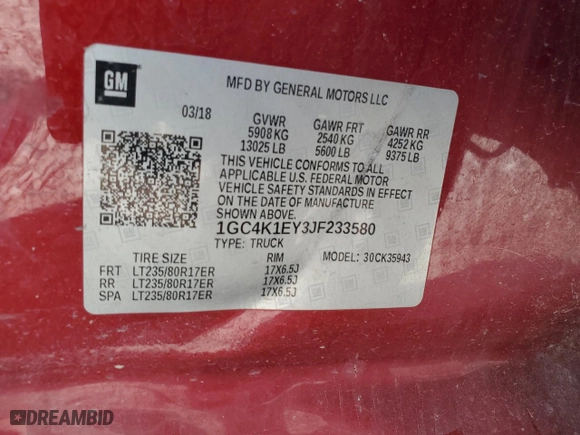 GM
MFD BY GENERAL MOTORS LLC
03/18 GVWR GAWR FRT GAWR RR
5908 KG 2540 KG 4252 KG
13025 LB 5600 LB 9375 LB
THIS VEHICLE CONFORMS TO ALL
APPLICABLE U.S. FEDERAL MOTOR
VEHICLE SAFETY STANDARDS IN EFFECT
ON THE DATE OF MANUFACTURE
SHOWN ABOVE.
1GC4K1EY3JF233580
TYPE: TRUCK
MODEL: 30CK35943
TIRE SIZE RIM
FRT LT235/80R17ER 17X6.5J
RR LT235/80R17ER 17X6.5J
SPA LT235/80R17ER 17X6.5J
DREAMBID